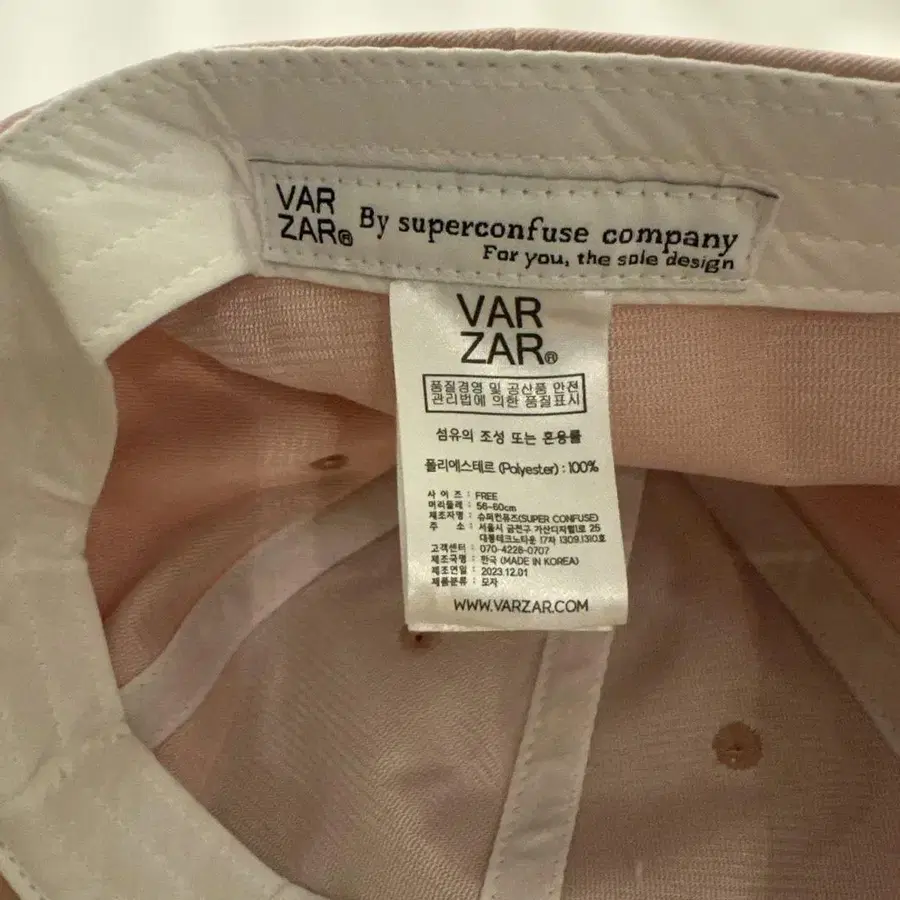 VAR
ZAR®
By superconfuse company
For you, the sole design
VAR
ZAR®
품질경영 및 공산품 안전
관리법에 의한 품질표시
섬유의 조성 또는 혼용률
폴리에스테르 (Polyester) : 100%
사 이 즈 : FREE
머리둘레 : 56-60cm
제조자명 : 슈퍼컨퓨즈(SUPER CONFUSE)
주 소 : 서울시 금천구 가산디지털1로 25
대륭테크노타운 17차 1309,1310호
고객센터 : 070-4228-0707
제조국명 : 한국 (MADE IN KOREA)
제조연월 : 2023.12.01
제품분류 : 모자
WWW.VARZAR.COM